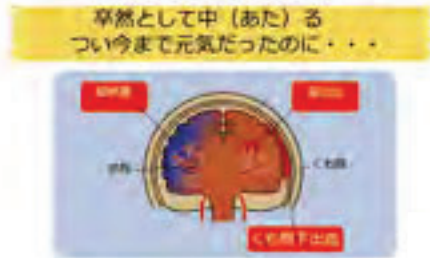 卒然として中（あた）る
つい今まで元気だったのに・・・
脳梗塞
脳出血
くも膜
くも膜下出血